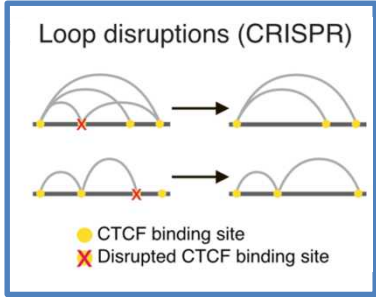 Loop disruptions (CRISPR)
CTCF binding site
Disrupted CTCF binding site